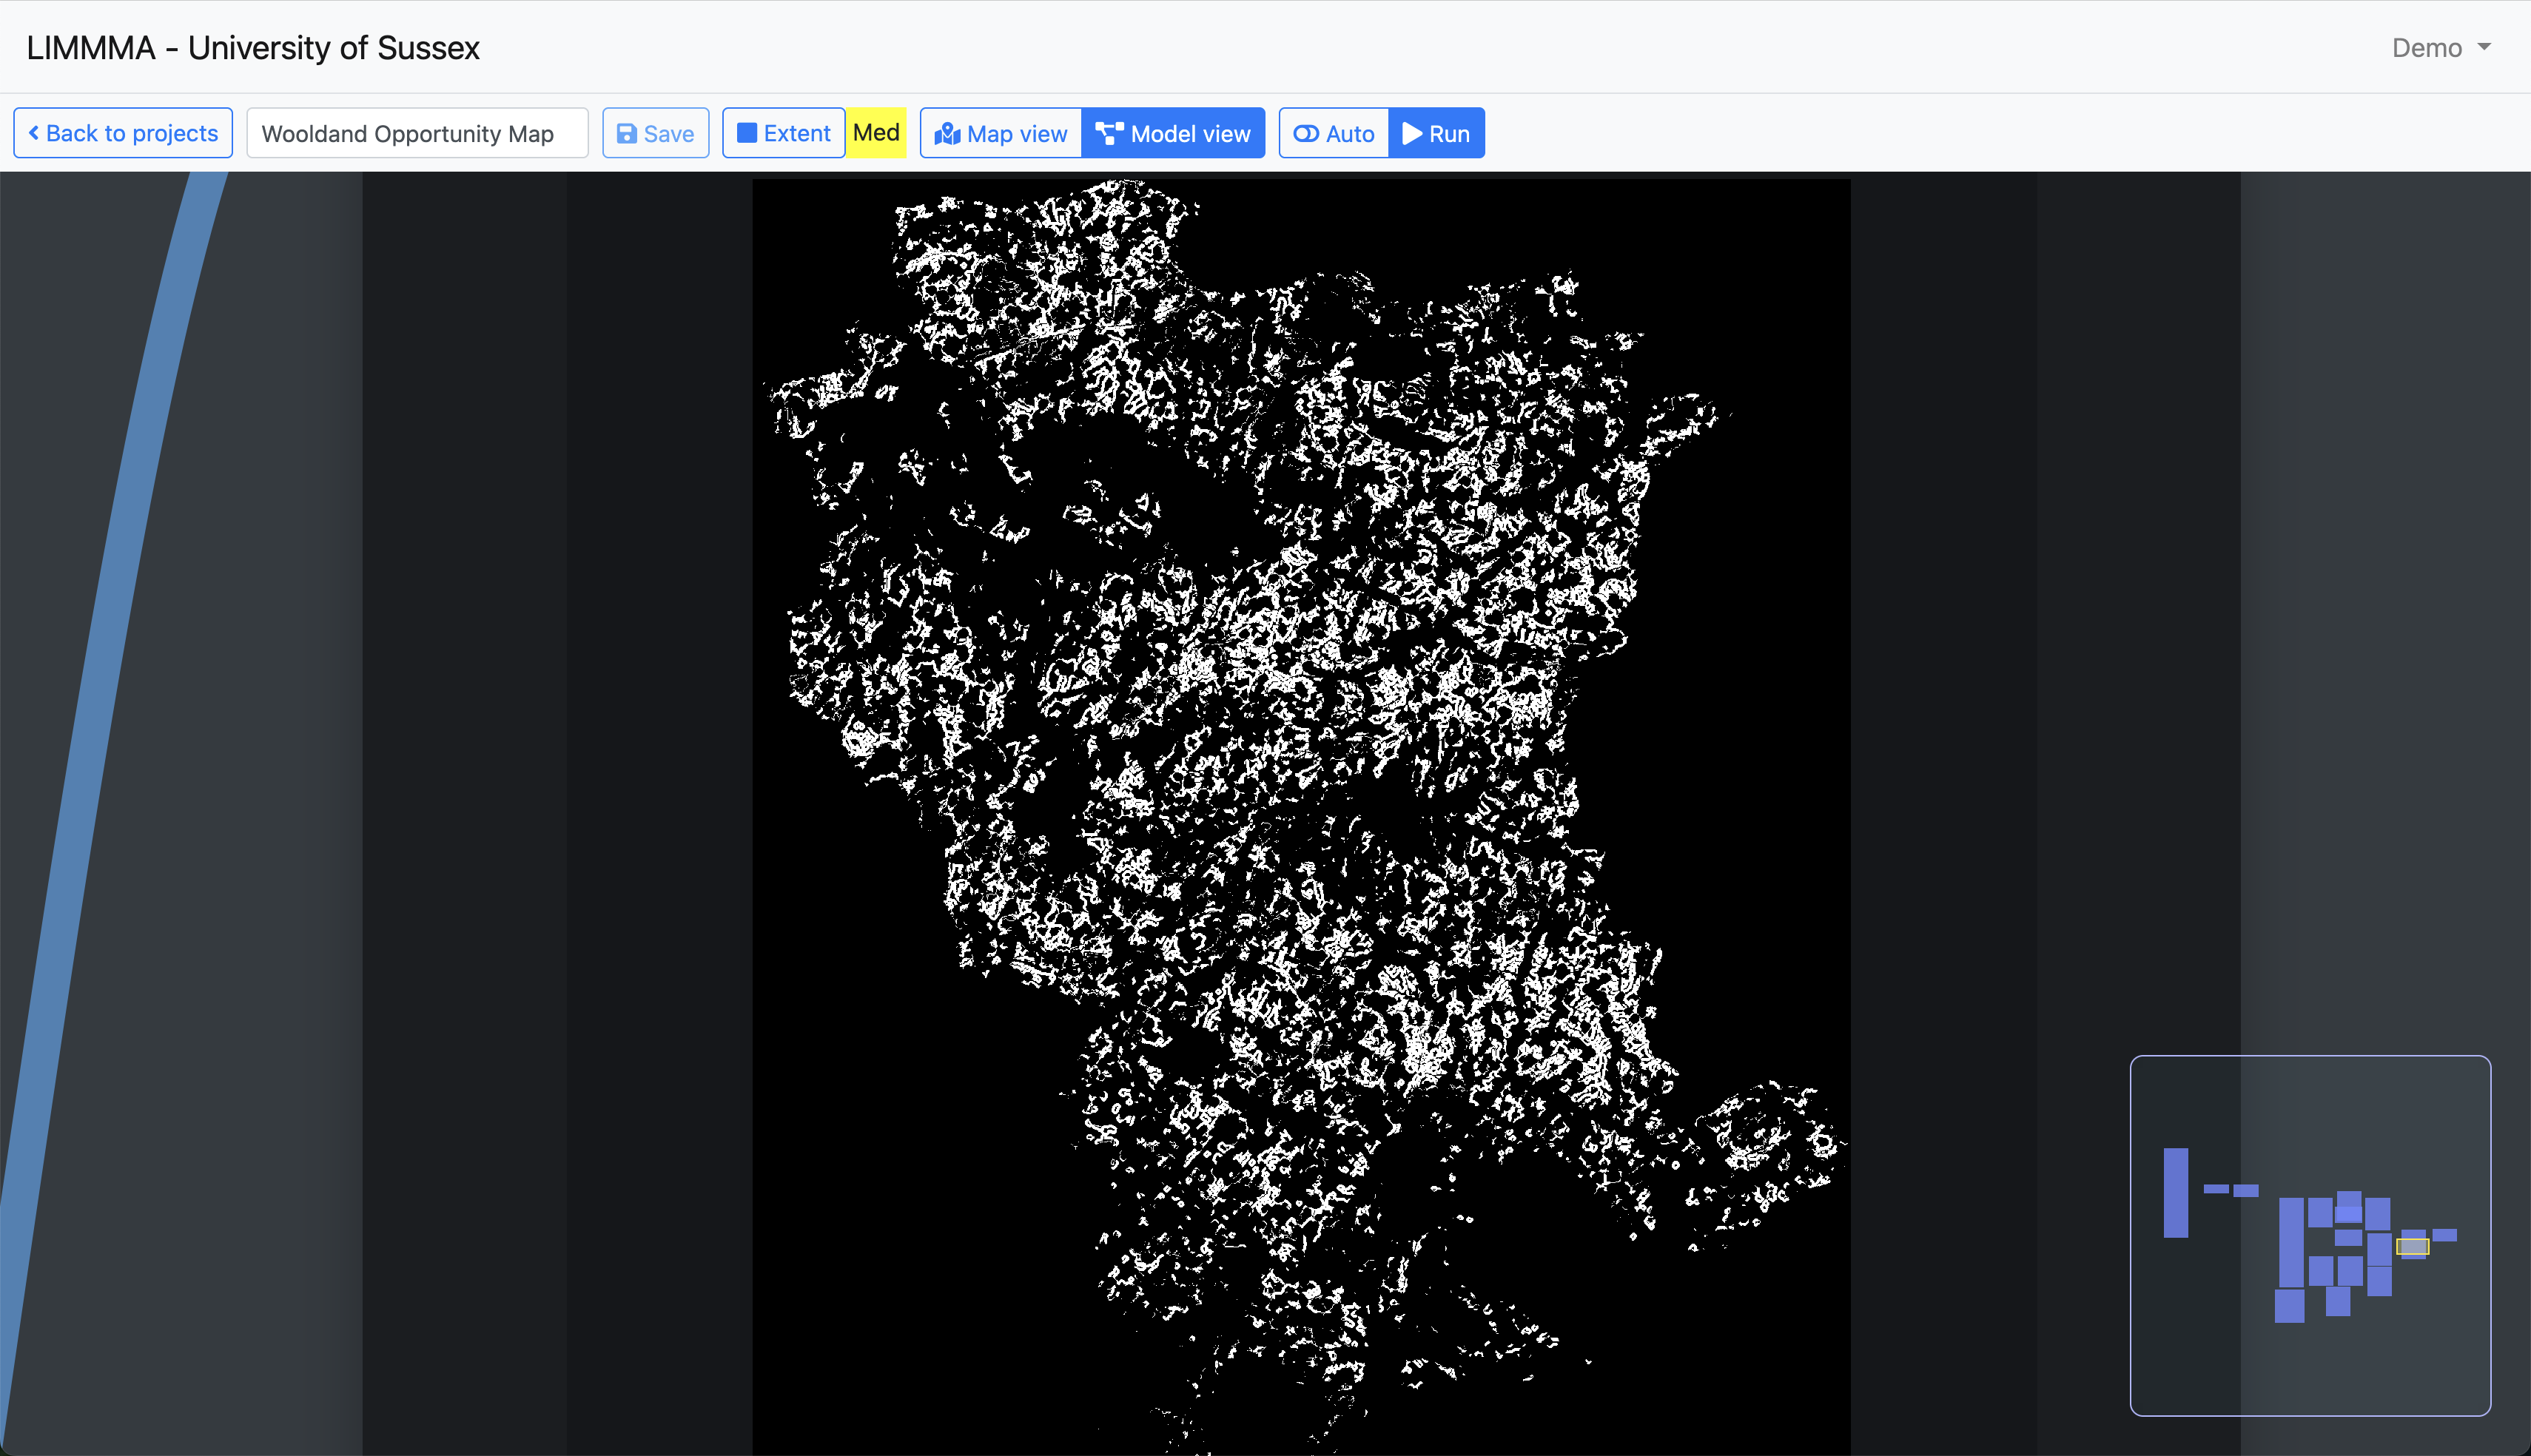 LIMMMA - University of Sussex
Demo
Back to projects
Wooldand Opportunity Map
Save
Extent
Med
Map view
Model view
Auto
Run